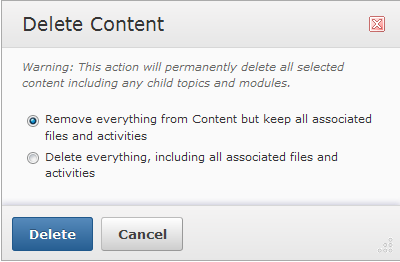 Delete Content
Warning: This action will permanently delete all selected
content including any child topics and modules.
Remove everything from Content but keep all associated
files and activities
Delete everything, including all associated files and
activities
Delete
Cancel